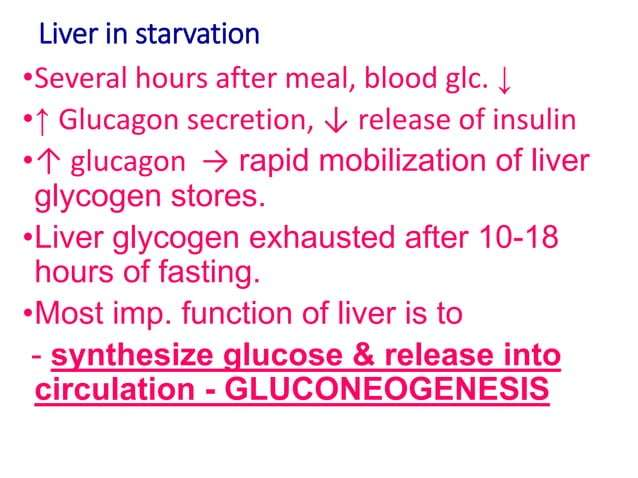 Liver in starvation
•Several hours after meal, blood glc. ↓
•↑ Glucagon secretion, ↓ release of insulin
•↑ glucagon → rapid mobilization of liver
glycogen stores.
•Liver glycogen exhausted after 10-18
hours of fasting.
•Most imp. function of liver is to
- synthesize glucose & release into
circulation - GLUCONEOGENESIS